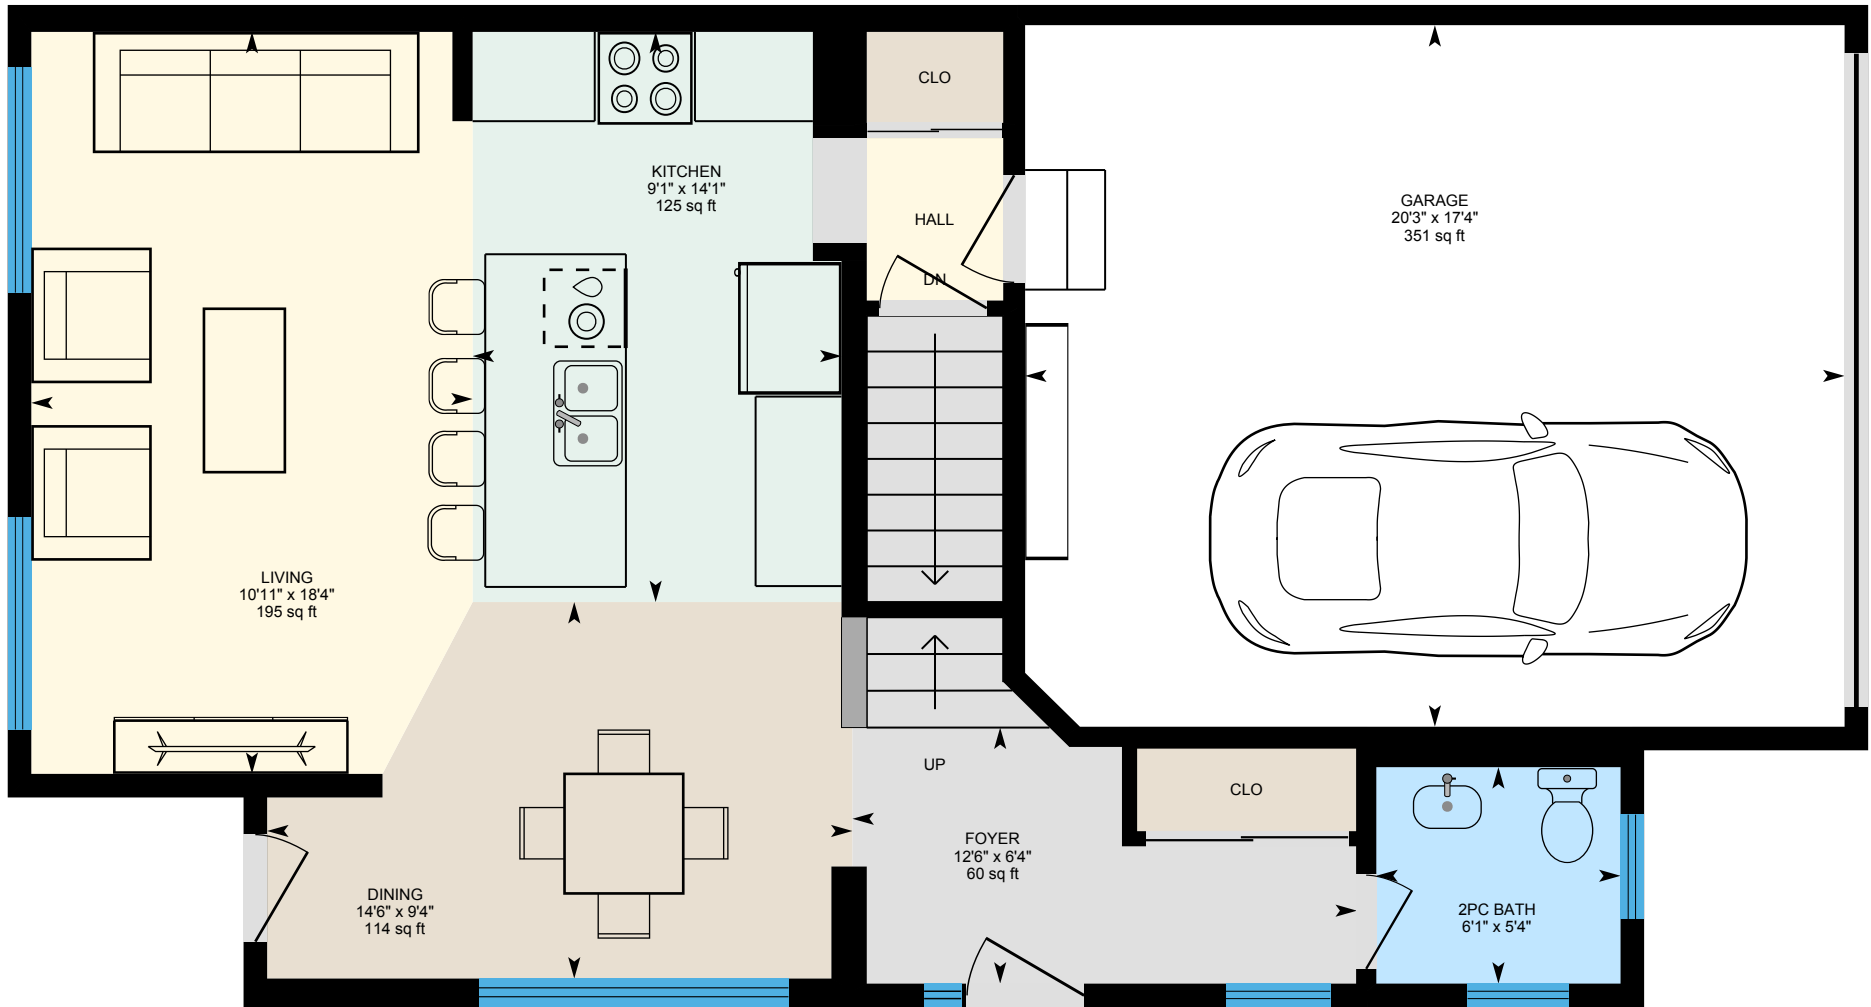 CLO
KITCHEN
9'1" x 14'1"
125 sq ft
HALL
DN
GARAGE
20'3" x 17'4"
351 sq ft
LIVING
10'11" x 18'4"
195 sq ft
UP
CLO
FOYER
12'6" x 6'4"
60 sq ft
DINING
14'6" x 9'4"
114 sq ft
2PC BATH
6'1" x 5'4"